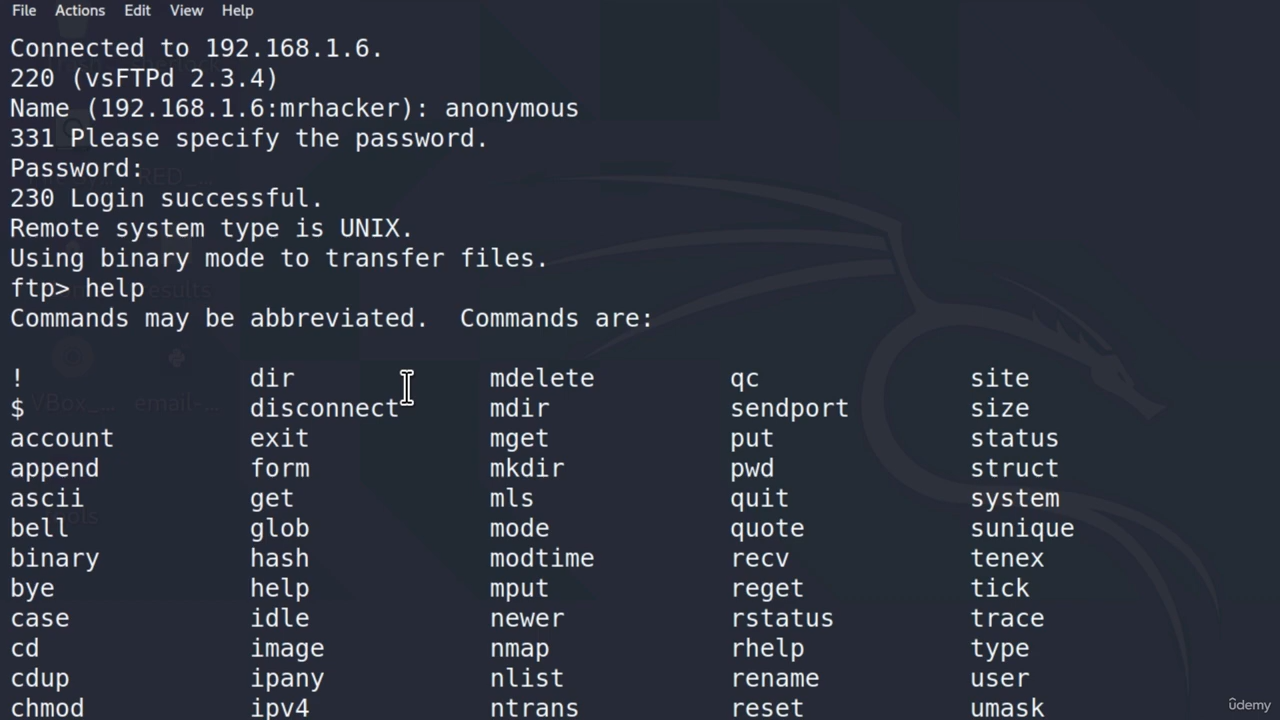 File Actions Edit View Help
Connected to 192.168.1.6.
220 (vsFTPd 2.3.4)
Name (192.168.1.6:mrhacker): anonymous
331 Please specify the password.
Password:
230 Login successful.
Remote system type is UNIX.
Using binary mode to transfer files.
ftp> help
Commands may be abbreviated. Commands are:
! dir mdelete qc site
$ disconnect mdir sendport size
account exit mget put status
append form mkdir pwd struct
ascii get mls quit system
bell glob mode quote sunique
binary hash modtime recv tenex
bye help mput reget tick
case idle newer rstatus trace
cd image nmap rhelp type
cdup ipany nlist rename user
chmod ipv4 ntrans reset umask
VBox_... email-...
ûdemy